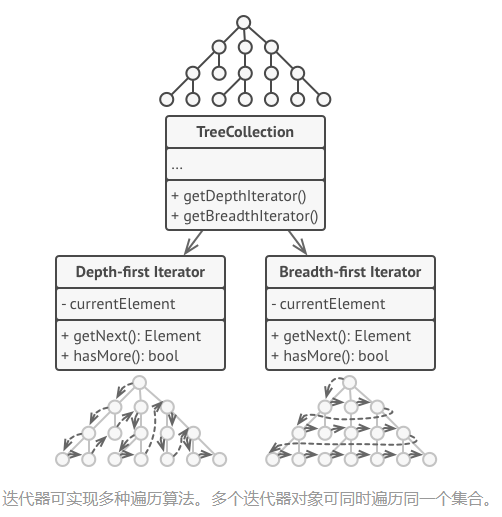 TreeCollection
...
+ getDepthIterator()
+ getBreadthIterator()
Depth-first Iterator
- currentElement
+ getNext(): Element
+ hasMore(): bool
Breadth-first Iterator
- currentElement
+ getNext(): Element
+ hasMore(): bool
迭代器可实现多种遍历算法。多个迭代器对象可同时遍历同一个集合。